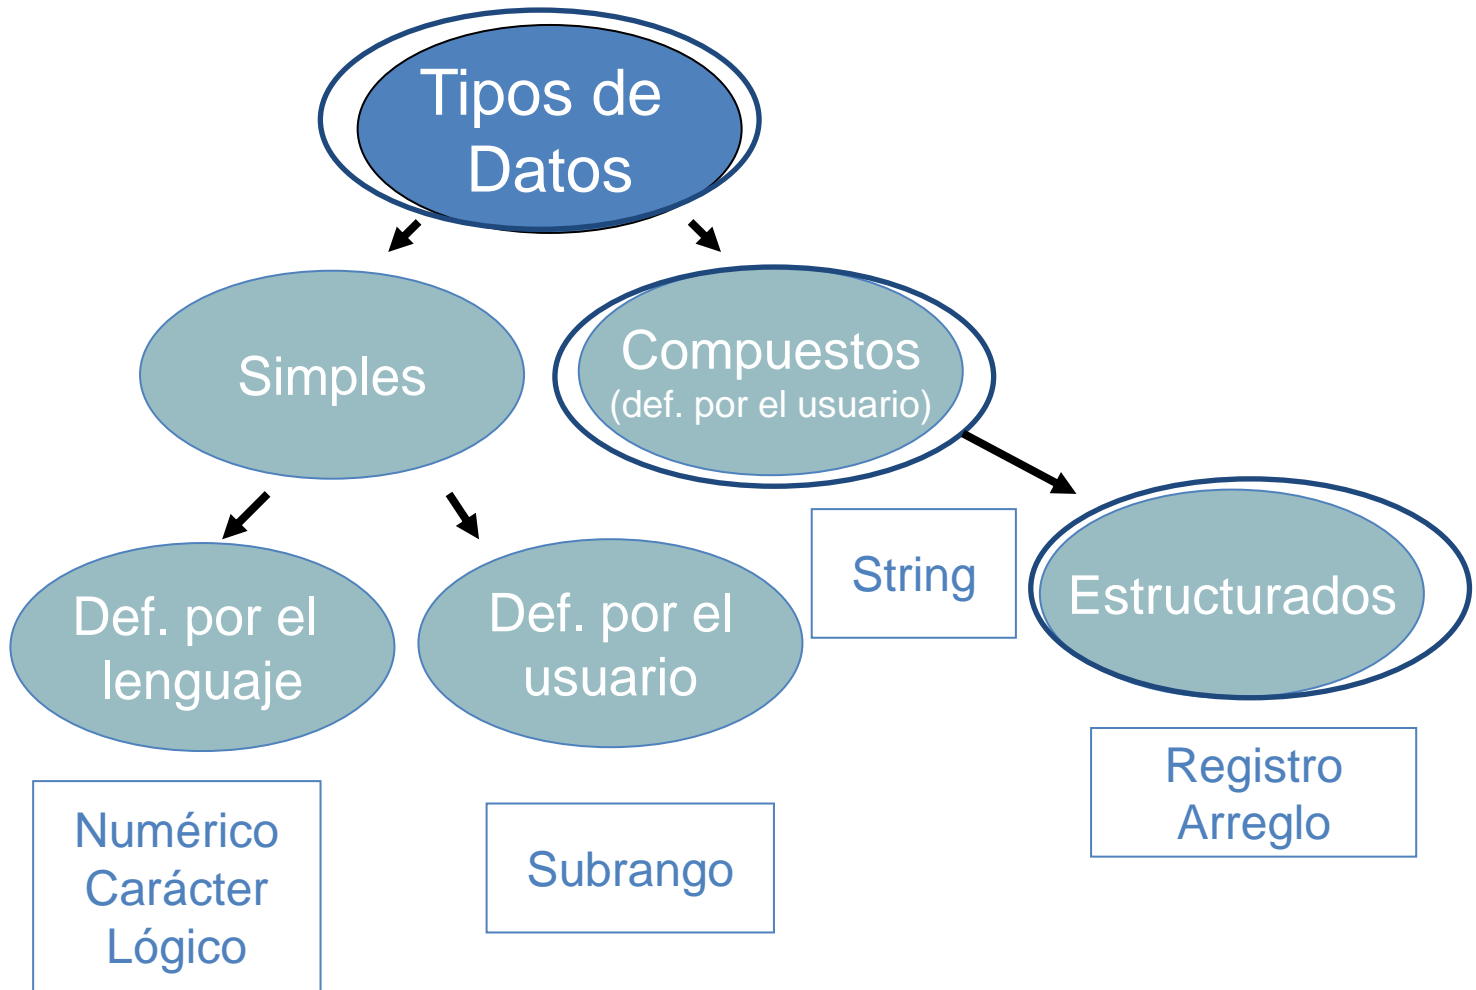 Tipos de
Datos
Simples
Compuestos
(def. por el usuario)
Def. por el
lenguaje
Def. por el
usuario
String
Estructurados
Numérico
Carácter
Lógico
Subrango
Registro
Arreglo